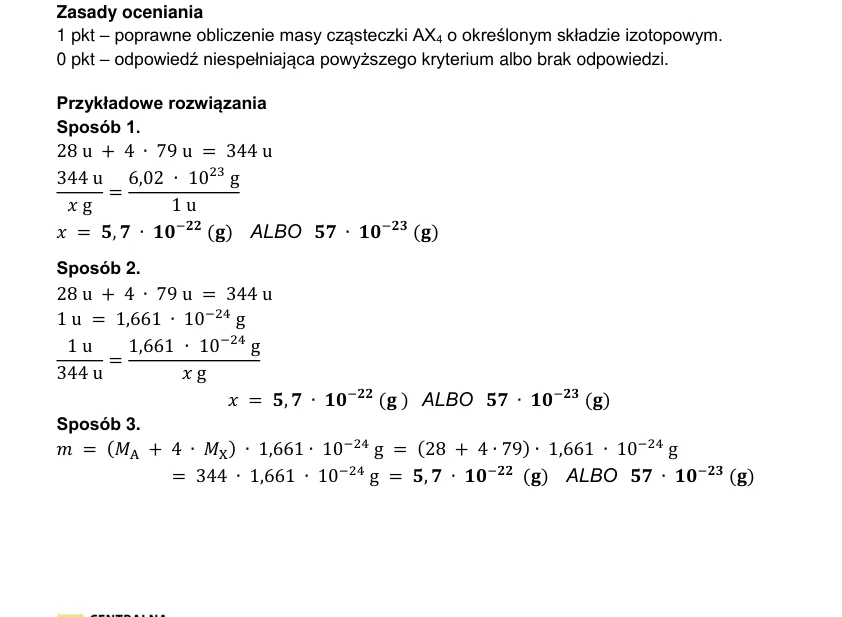 Zasady oceniania
1 pkt – poprawne obliczenie masy cząsteczki AX₄ o określonym składzie izotopowym.
0 pkt – odpowiedź niespełniająca powyższego kryterium albo brak odpowiedzi.
Przykładowe rozwiązania
Sposób 1.
28 u + 4 · 79 u = 344 u
344 u / x g = 6,02 · 10²³ g / 1 u
x = 5,7 · 10⁻²² (g) ALBO 57 · 10⁻²³ (g)
Sposób 2.
28 u + 4 · 79 u = 344 u
1 u = 1,661 · 10⁻²⁴ g
1 u / 344 u = 1,661 · 10⁻²⁴ g / x g
x = 5,7 · 10⁻²² (g ) ALBO 57 · 10⁻²³ (g)
Sposób 3.
m = (M_A + 4 · M_X) · 1,661 · 10⁻²⁴ g = (28 + 4 · 79) · 1,661 · 10⁻²⁴ g
= 344 · 1,661 · 10⁻²⁴ g = 5,7 · 10⁻²² (g) ALBO 57 · 10⁻²³ (g)